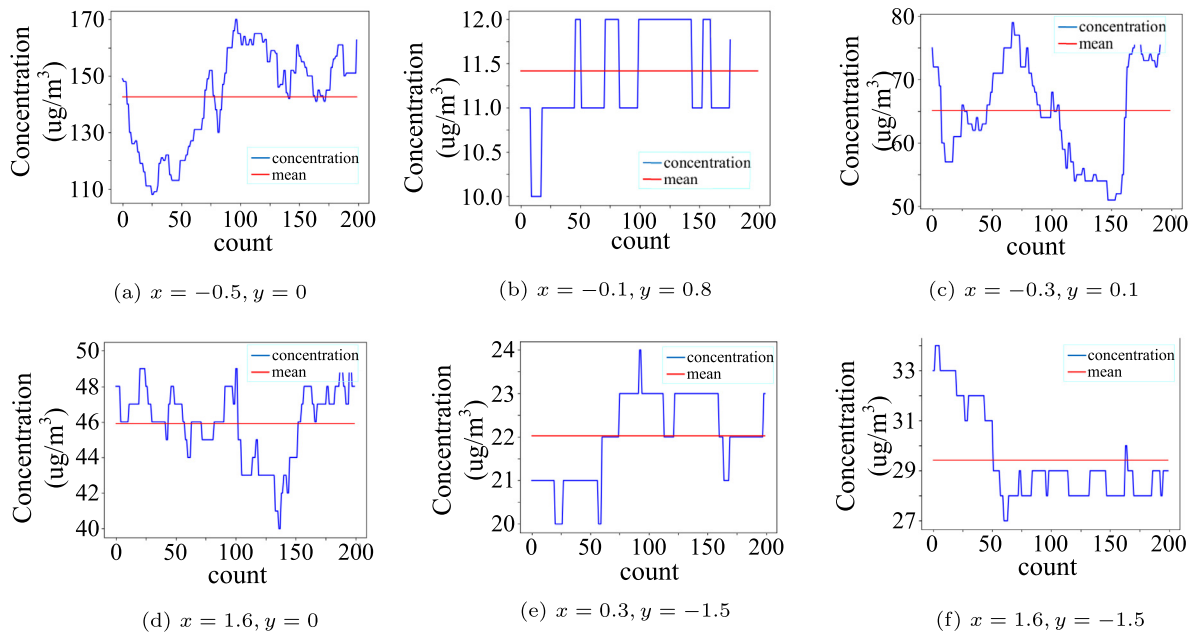 Concentration
(ug/m³)
170
150
130
110
concentration
mean
0
50
100
150
200
count
(a) x = −0.5, y = 0
Concentration
(ug/m³)
12.0
11.5
11.0
10.5
10.0
concentration
mean
0
50
100
150
200
count
(b) x = −0.1, y = 0.8
Concentration
(ug/m³)
80
70
60
50
concentration
mean
0
50
100
150
200
count
(c) x = −0.3, y = 0.1
Concentration
(ug/m³)
50
48
46
44
42
40
concentration
mean
0
50
100
150
200
count
(d) x = 1.6, y = 0
Concentration
(ug/m³)
24
23
22
21
20
concentration
mean
0
50
100
150
200
count
(e) x = 0.3, y = −1.5
Concentration
(ug/m³)
33
31
29
27
concentration
mean
0
50
100
150
200
count
(f) x = 1.6, y = −1.5